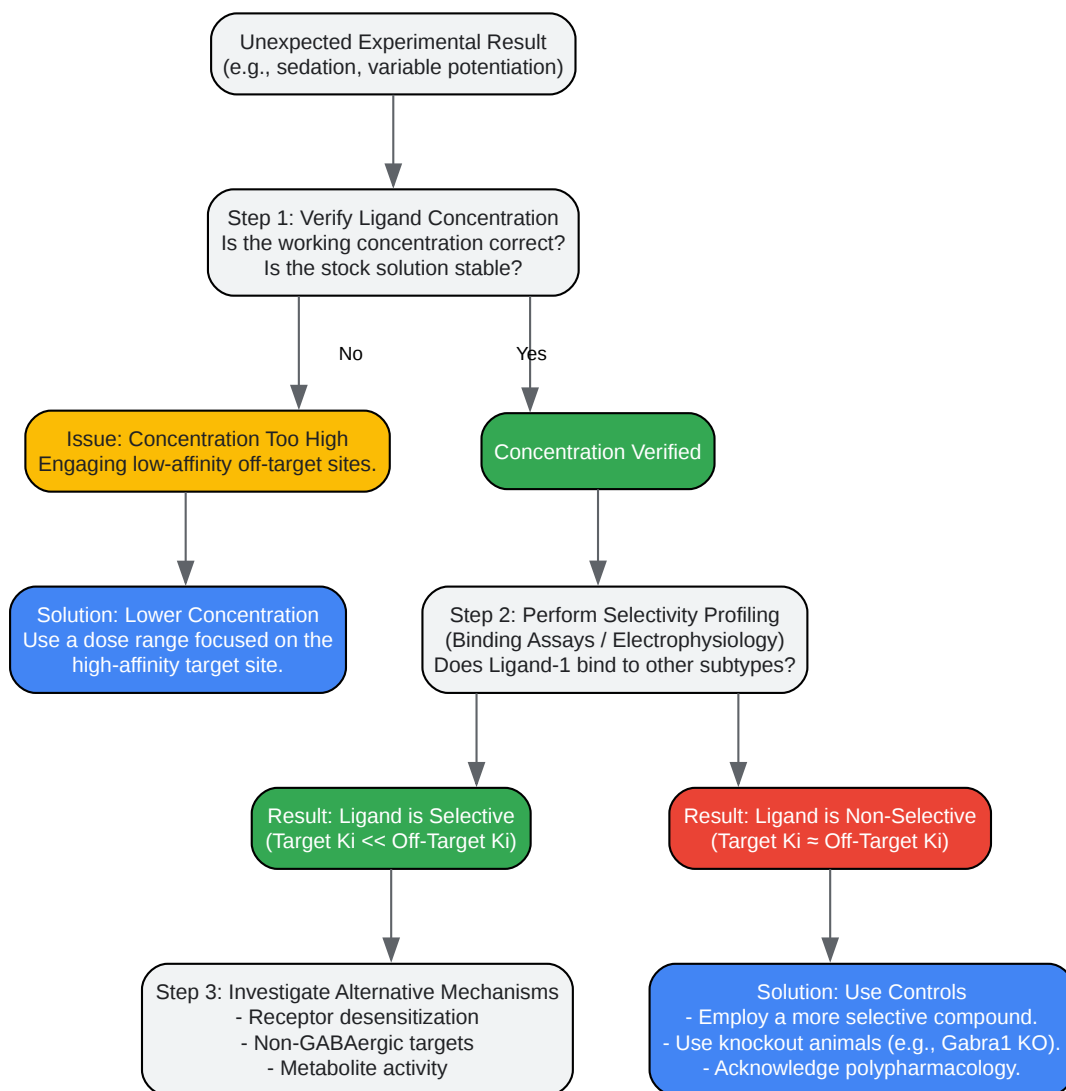 Unexpected Experimental Result
(e.g., sedation, variable potentiation)
Step 1: Verify Ligand Concentration
Is the working concentration correct?
Is the stock solution stable?
No
Yes
Issue: Concentration Too High
Engaging low-affinity off-target sites.
Concentration Verified
Solution: Lower Concentration
Use a dose range focused on the
high-affinity target site.
Step 2: Perform Selectivity Profiling
(Binding Assays / Electrophysiology)
Does Ligand-1 bind to other subtypes?
Result: Ligand is Selective
(Target Ki << Off-Target Ki)
Result: Ligand is Non-Selective
(Target Ki ≈ Off-Target Ki)
Step 3: Investigate Alternative Mechanisms
- Receptor desensitization
- Non-GABAergic targets
- Metabolite activity
Solution: Use Controls
- Employ a more selective compound.
- Use knockout animals (e.g., Gabra1 KO).
- Acknowledge polypharmacology.